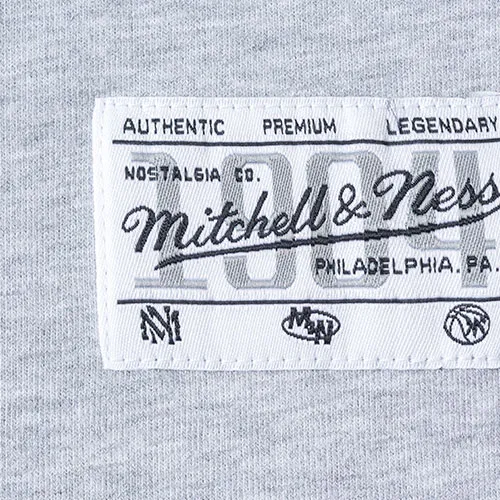 AUTHENTIC PREMIUM LEGENDARY
1904
NOSTALGIA CO.
Mitchell & Ness
PHILADELPHIA. PA.
M&N